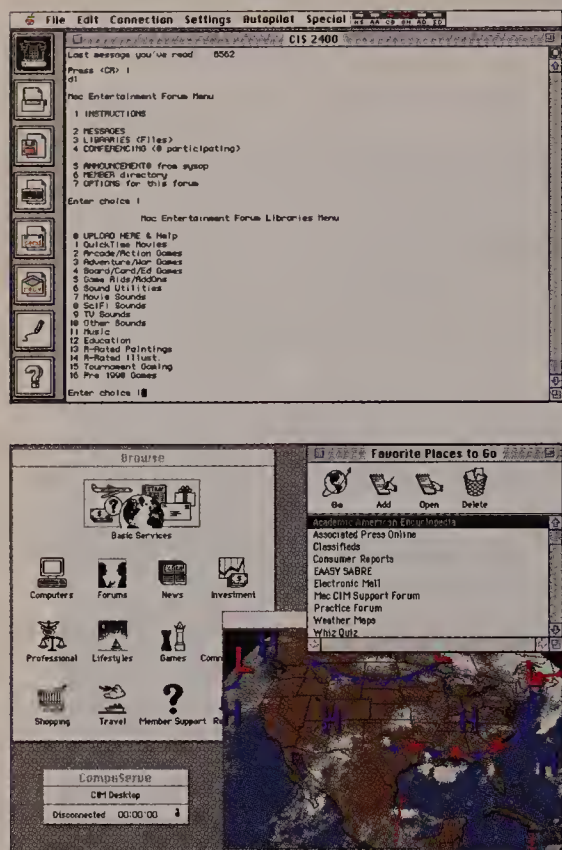 File Edit Connection Settings Autopilot Special
CIS 2400
Last message you've read 8562
Press <CR> !
dl
Mac Entertainment Forum Menu
1 INSTRUCTIONS
2 MESSAGES
3 LIBRARIES (Files)
4 CONFERENCING (0 participating)
5 ANNOUNCEMENTS from sysop
6 MEMBER directory
7 OPTIONS for this forum
Enter choice !
Mac Entertainment Forum Libraries Menu
0 UPLOAD HERE & Help
1 QuickTime Movies
2 Arcade/Action Games
3 Adventure/War Games
4 Board/Card/Ed Games
5 Game Aids/AddOns
6 Sound Utilities
7 Movie Sounds
8 SciFi Sounds
9 TV Sounds
10 Other Sounds
11 Music
12 Education
13 R-Rated Paintings
14 R-Rated Illust.
15 Tournament Gaming
16 Pre 1990 Games
Enter choice !
Browse
Basic Services
Computers Forums News Investment
Professional Lifestyles Games
Shopping Travel Member Support
CompuServe
CIM Desktop
Disconnected 00:00:00
Favorite Places to Go
Go Add Open Delete
Academic American Encyclopedia
Associated Press Online
Classifieds
Consumer Reports
EAASY SABRE
Electronic Mail
Mac CIM Support Forum
Practice Forum
Weather Maps
Whiz Quiz
L H H L